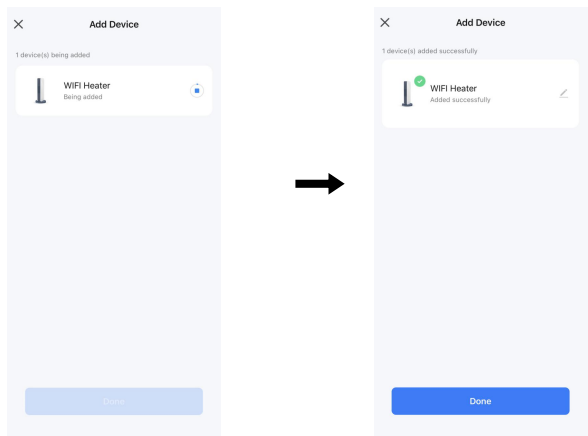 Add Device
1 device(s) being added
WIFI Heater
Being added
Done
Add Device
1 device(s) added successfully
WIFI Heater
Added successfully
Done